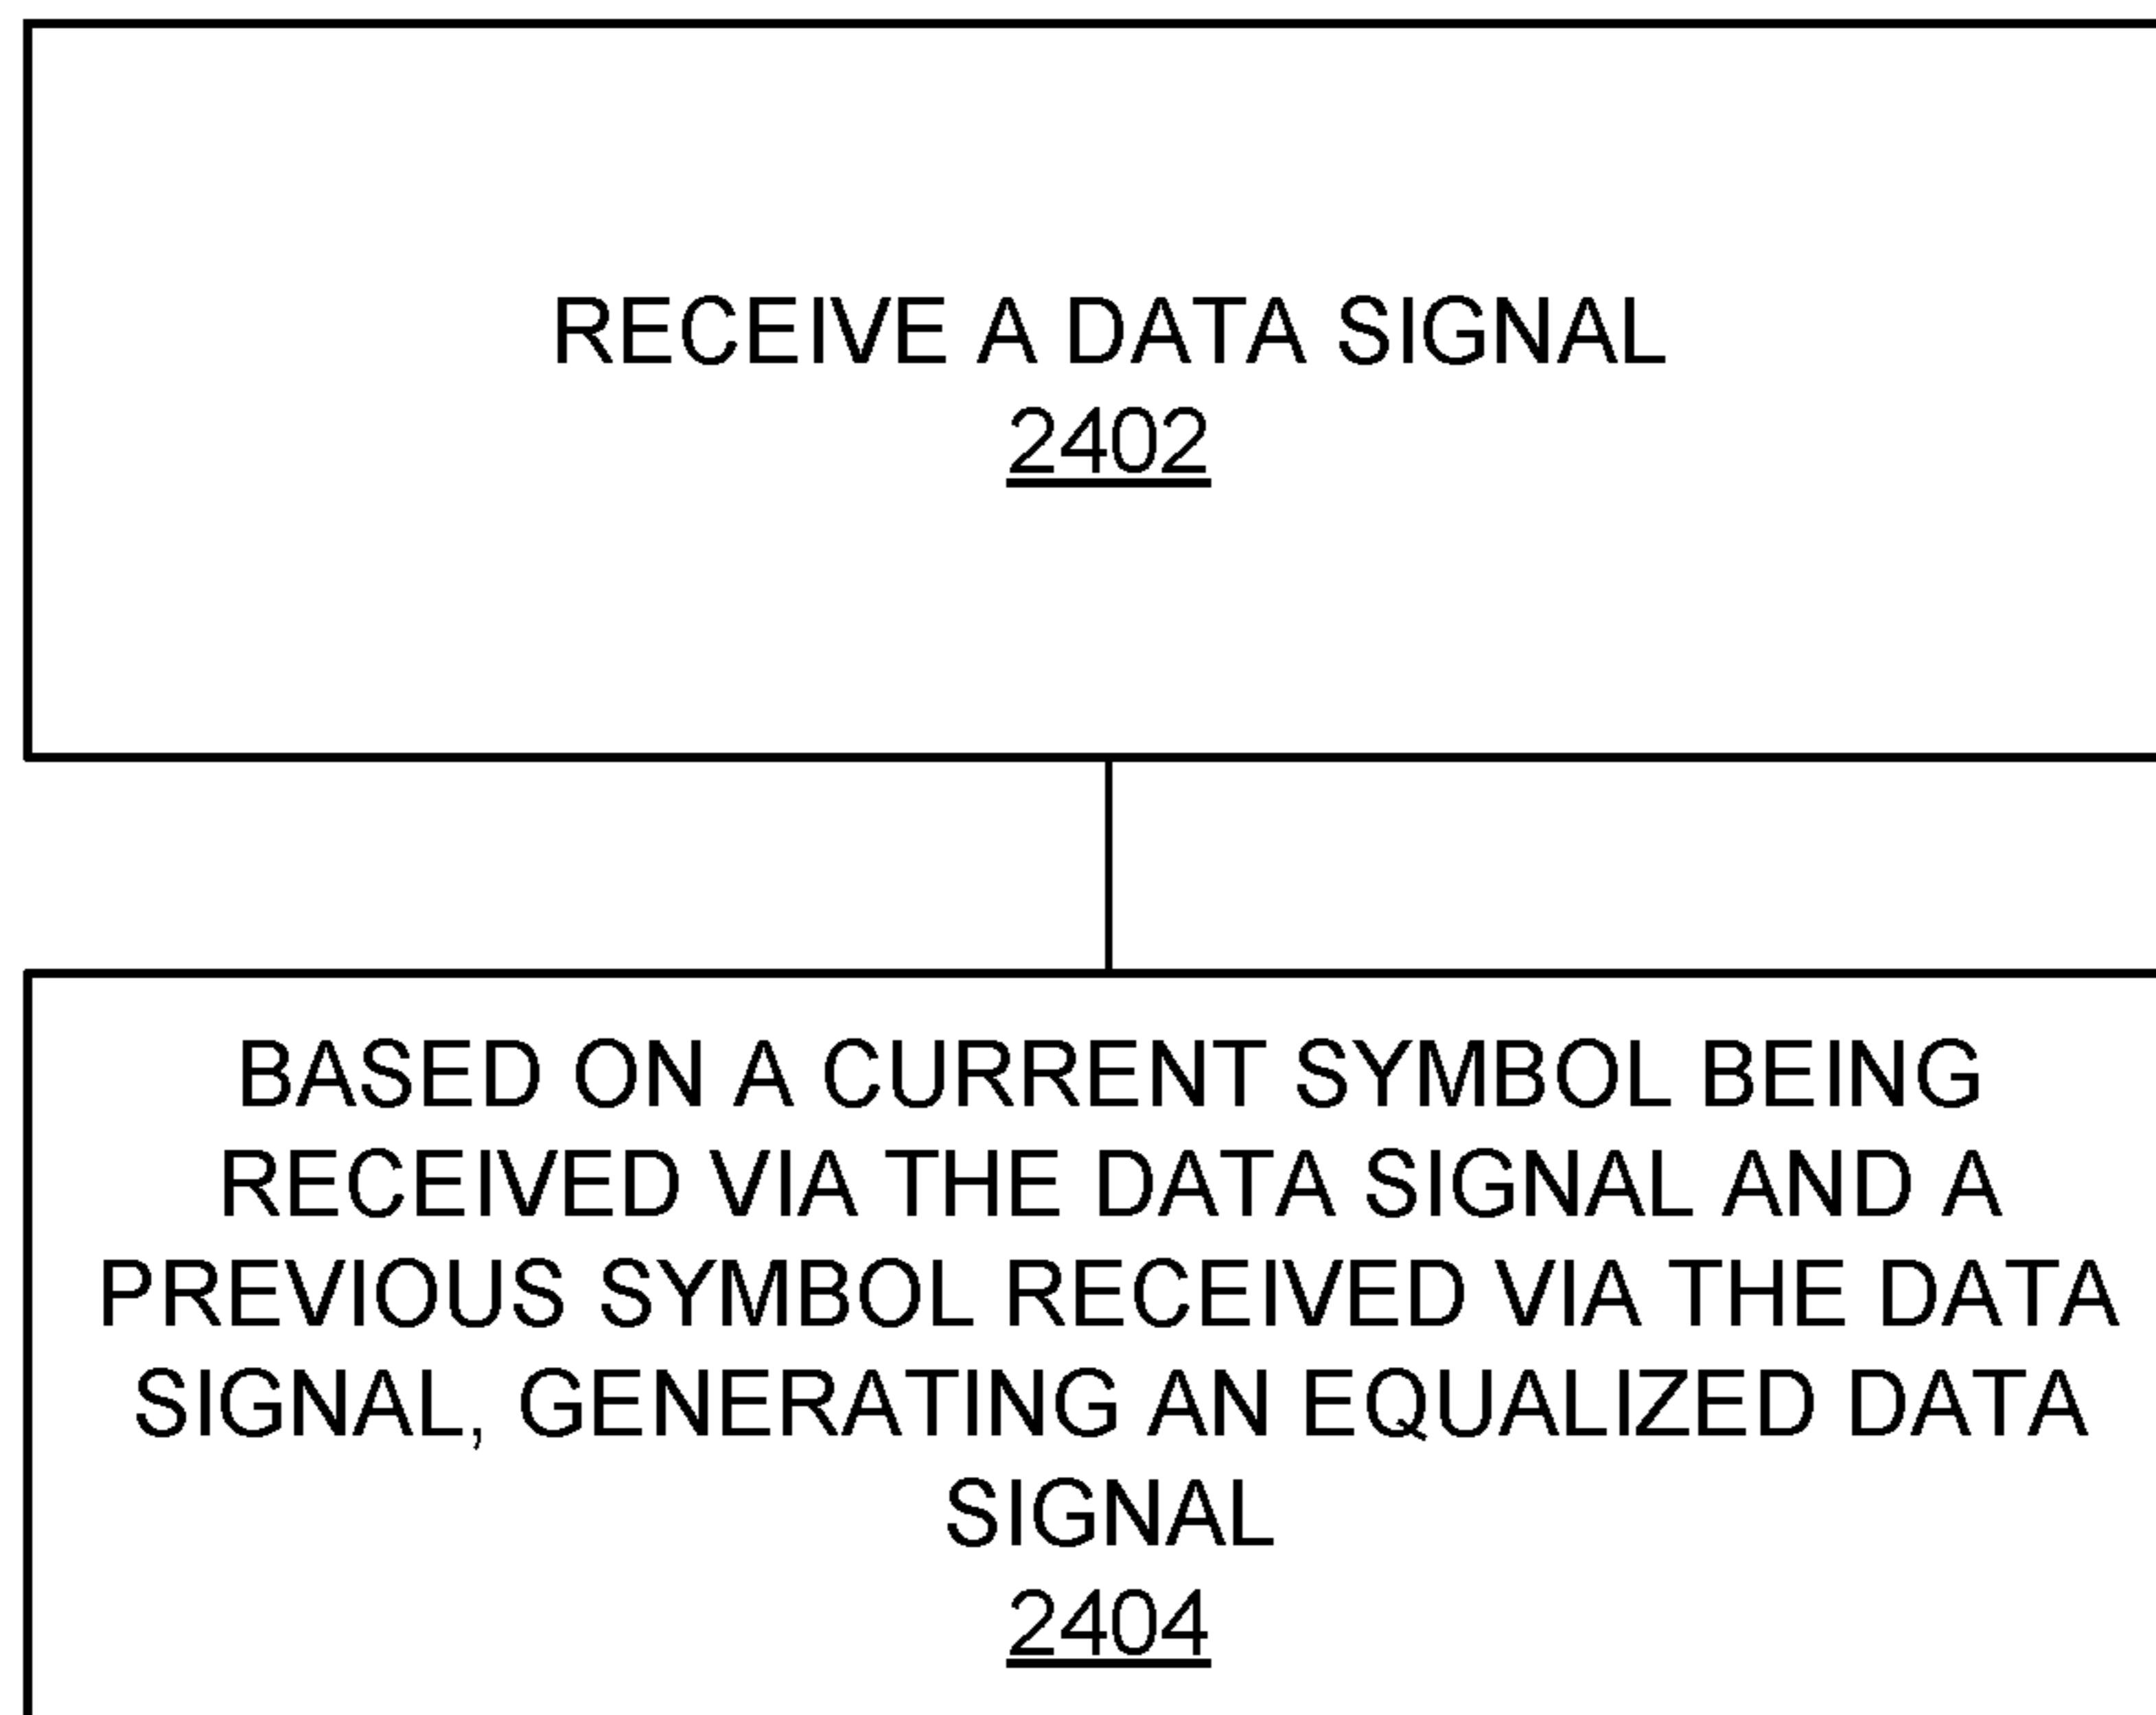 RECEIVE A DATA SIGNAL
2402
BASED ON A CURRENT SYMBOL BEING
RECEIVED VIA THE DATA SIGNAL AND A
PREVIOUS SYMBOL RECEIVED VIA THE DATA
SIGNAL, GENERATING AN EQUALIZED DATA
SIGNAL
2404